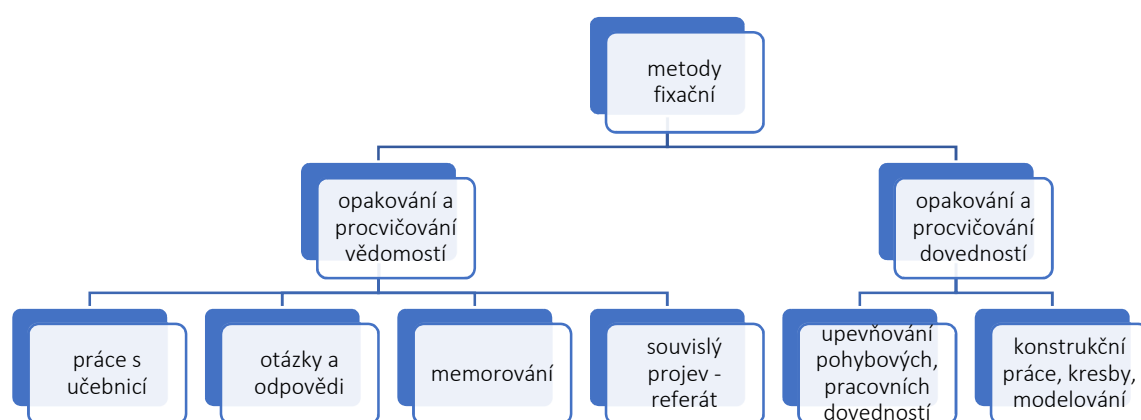 metody
fixační
opakování a
procvičování
vědomostí
opakování a
procvičování
dovedností
práce s
učebnicí
otázky a
odpovědi
memorování
souvislý
projev -
referát
upevňování
pohybových,
pracovních
dovedností
konstrukční
práce, kresby,
modelování